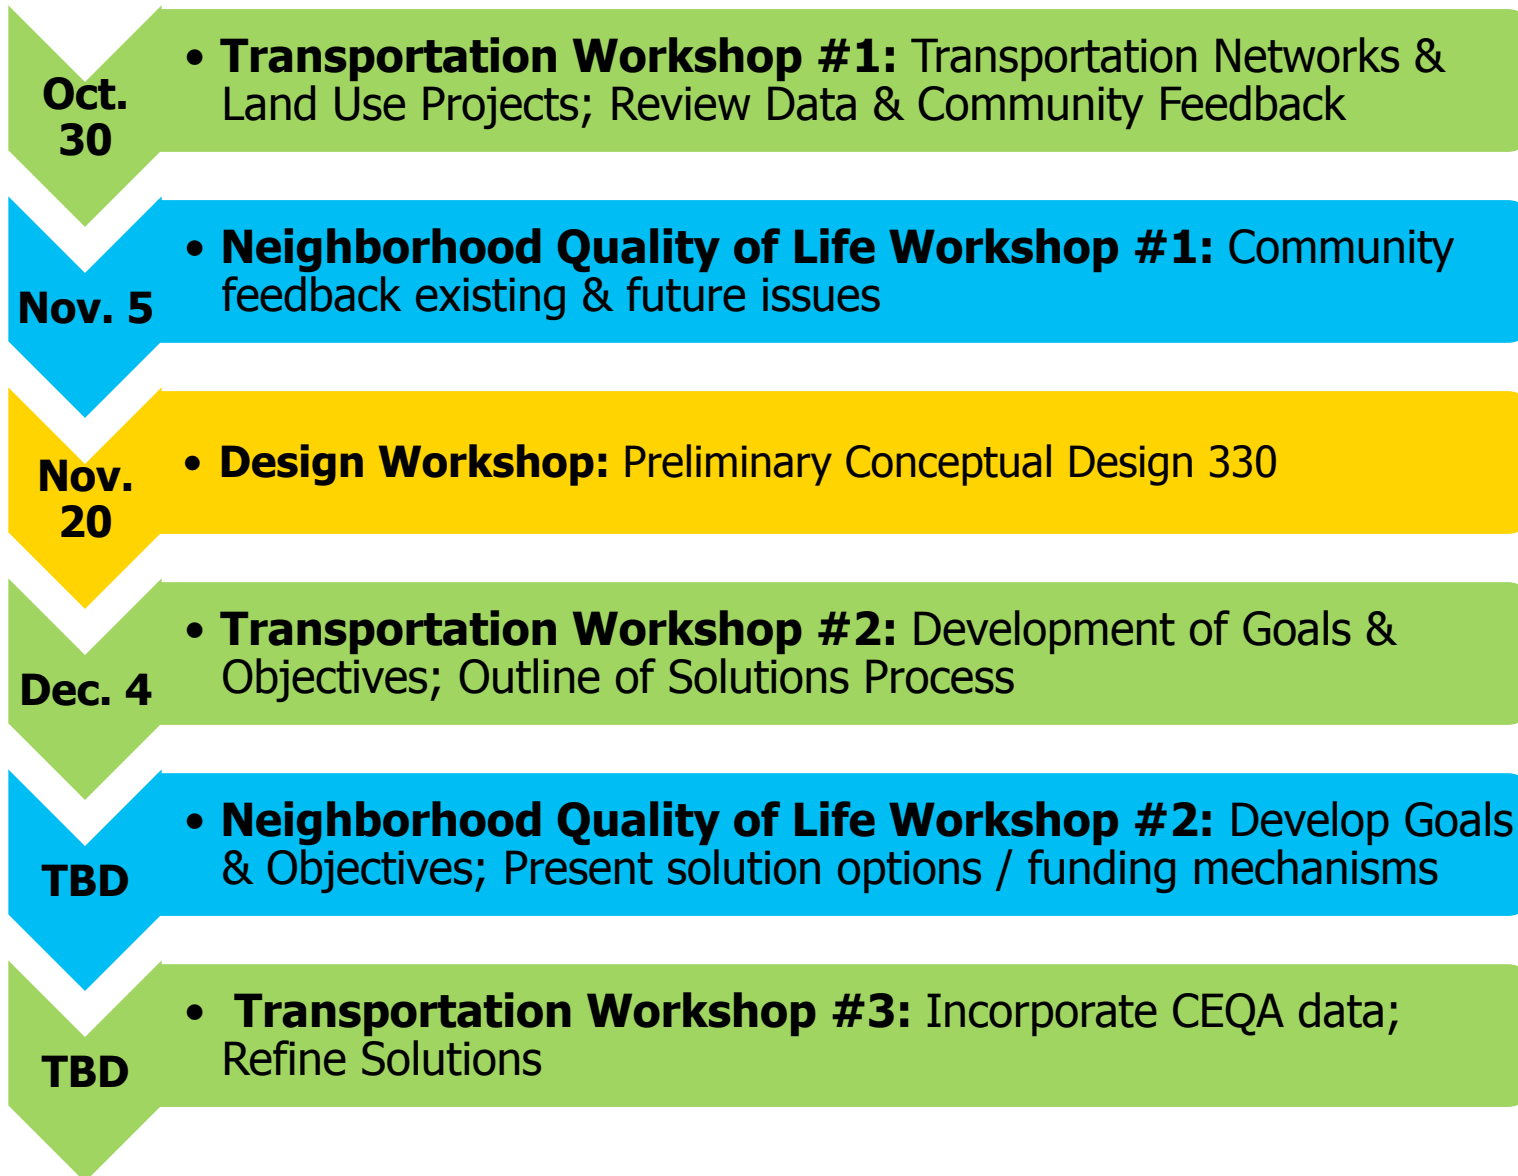 Oct.
30
• Transportation Workshop #1: Transportation Networks &
Land Use Projects; Review Data & Community Feedback
Nov. 5
• Neighborhood Quality of Life Workshop #1: Community
feedback existing & future issues
Nov.
20
• Design Workshop: Preliminary Conceptual Design 330
Dec. 4
• Transportation Workshop #2: Development of Goals &
Objectives; Outline of Solutions Process
TBD
• Neighborhood Quality of Life Workshop #2: Develop Goals
& Objectives; Present solution options / funding mechanisms
TBD
• Transportation Workshop #3: Incorporate CEQA data;
Refine Solutions